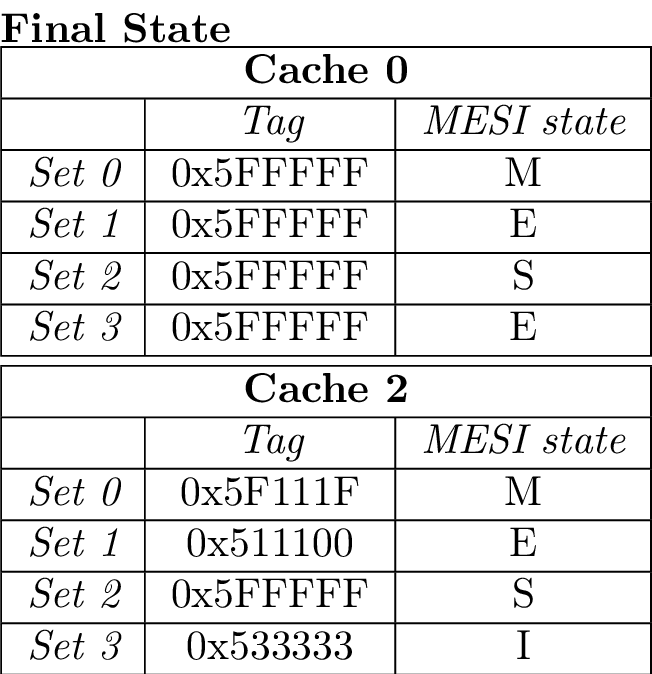 Final State
Cache 0
Tag MESI state
Set 0 0x5FFFFF M
Set 1 0x5FFFFF E
Set 2 0x5FFFFF S
Set 3 0x5FFFFF E
Cache 2
Tag MESI state
Set 0 0x5F111F M
Set 1 0x511100 E
Set 2 0x5FFFFF S
Set 3 0x533333 I